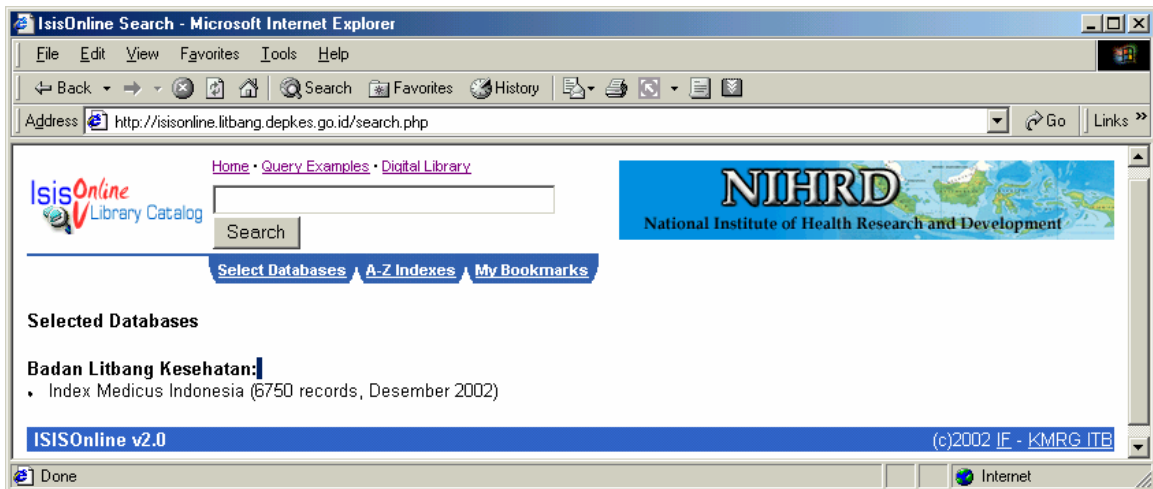 IsisOnline Search - Microsoft Internet Explorer
File Edit View Favorites Tools Help
Back Search Favorites History
Address http://isisonline.litbang.depkes.go.id/search.php Go Links »
Home · Query Examples · Digital Library
IsisOnline
Library Catalog
Search
NIHRD
National Institute of Health Research and Development
Select Databases A-Z Indexes My Bookmarks
Selected Databases
Badan Litbang Kesehatan:
• Index Medicus Indonesia (6750 records, Desember 2002)
ISISOnline v2.0 (c)2002 IF - KMRG ITB
Done Internet